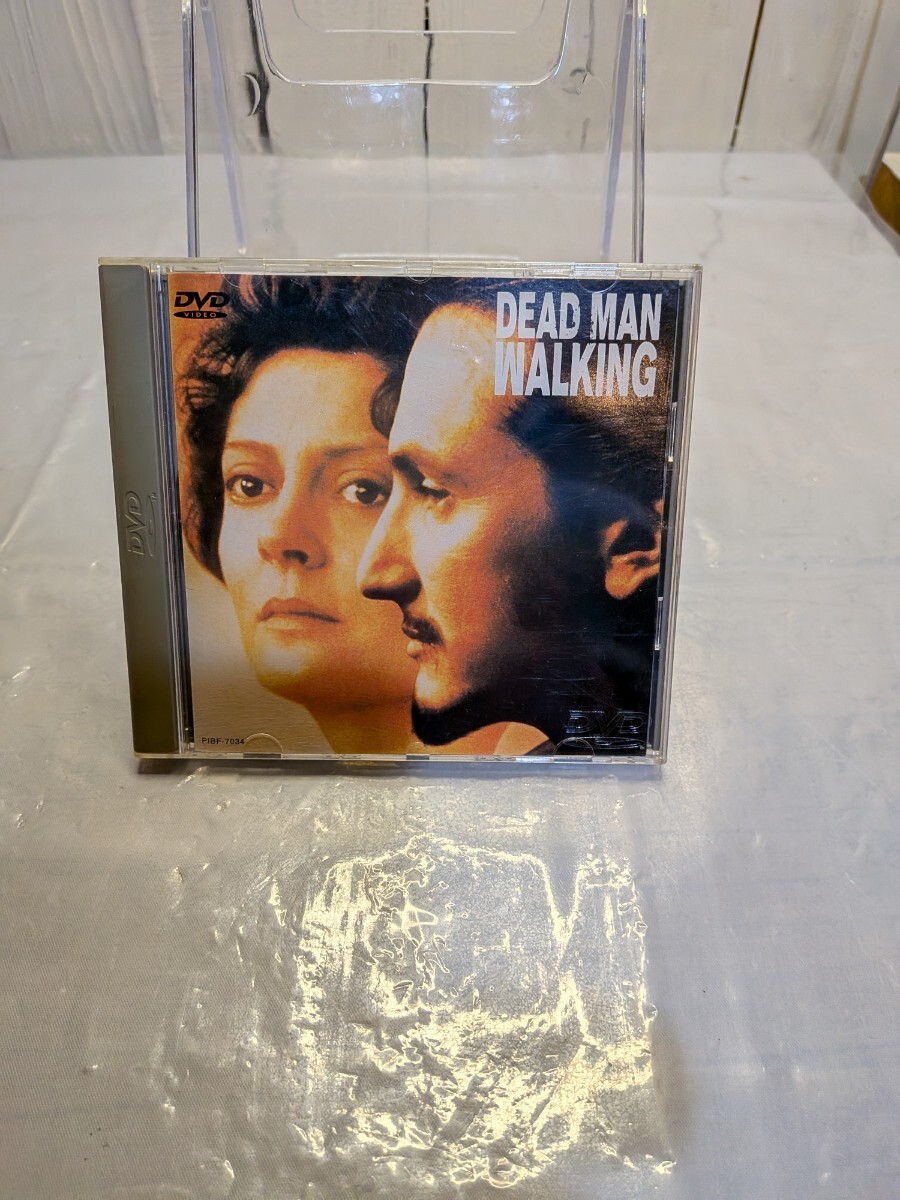 DVD
VIDEO
DEAD MAN
WALKING
DVD
DVD
PIBF-7034